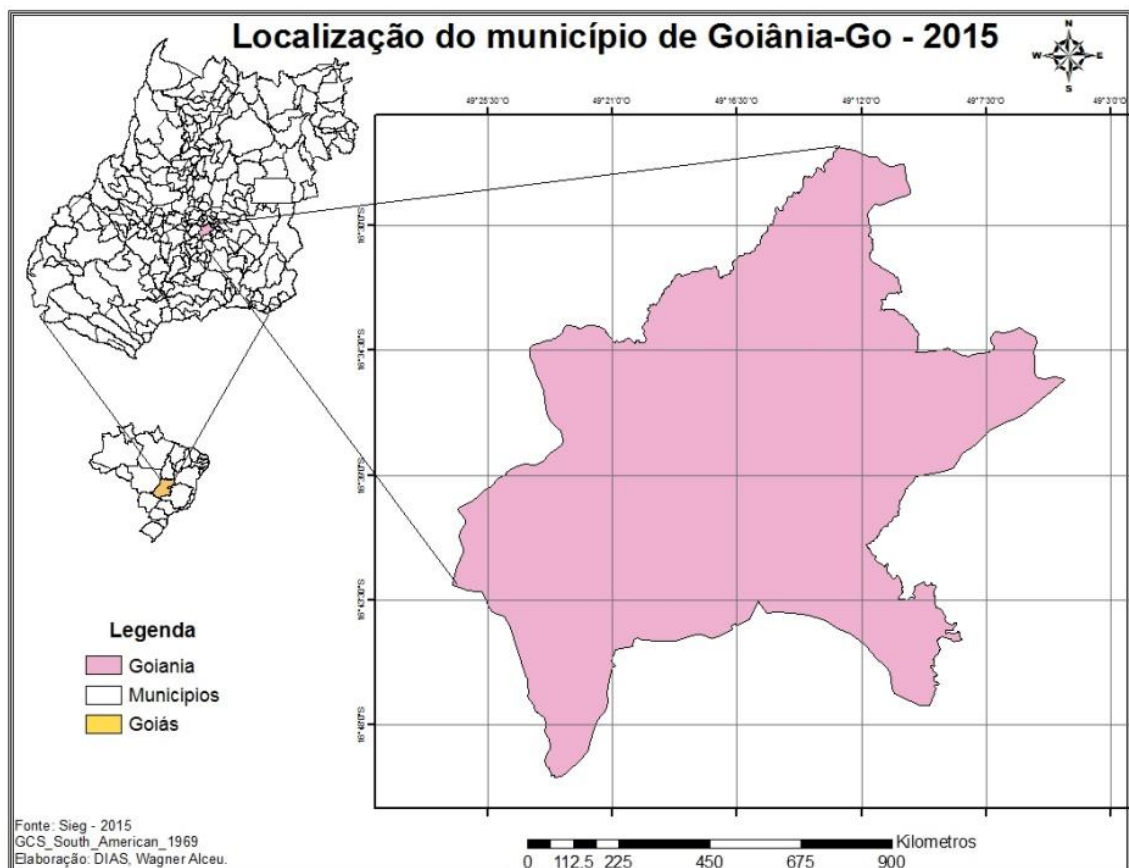 Localização do município de Goiânia-Go - 2015
N
W E
S
49°25'30"O 49°21'0"O 49°16'30"O 49°12'0"O 49°7'30"O 49°3'0"O
Legenda
Goiania
Municipios
Goiás
Fonte: Sieg - 2015
GCS_South_American_1969
Elaboração: DIAS, Wagner Alceu.
Kilometros
0 112.5 225 450 675 900